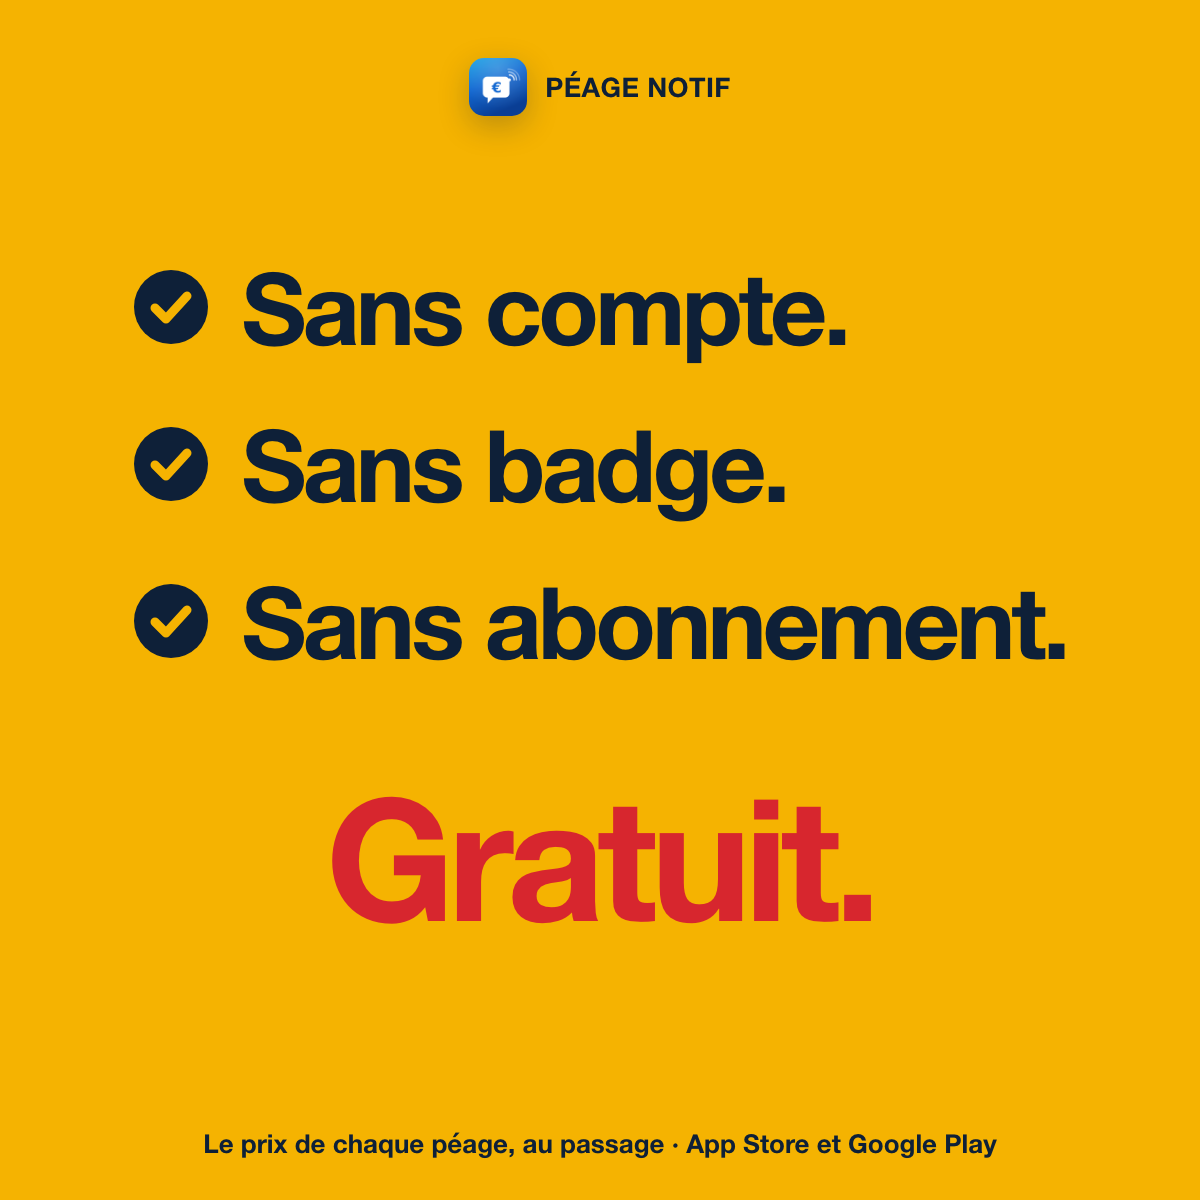 €
PÉAGE NOTIF
Sans compte.
Sans badge.
Sans abonnement.
Gratuit.
Le prix de chaque péage, au passage · App Store et Google Play